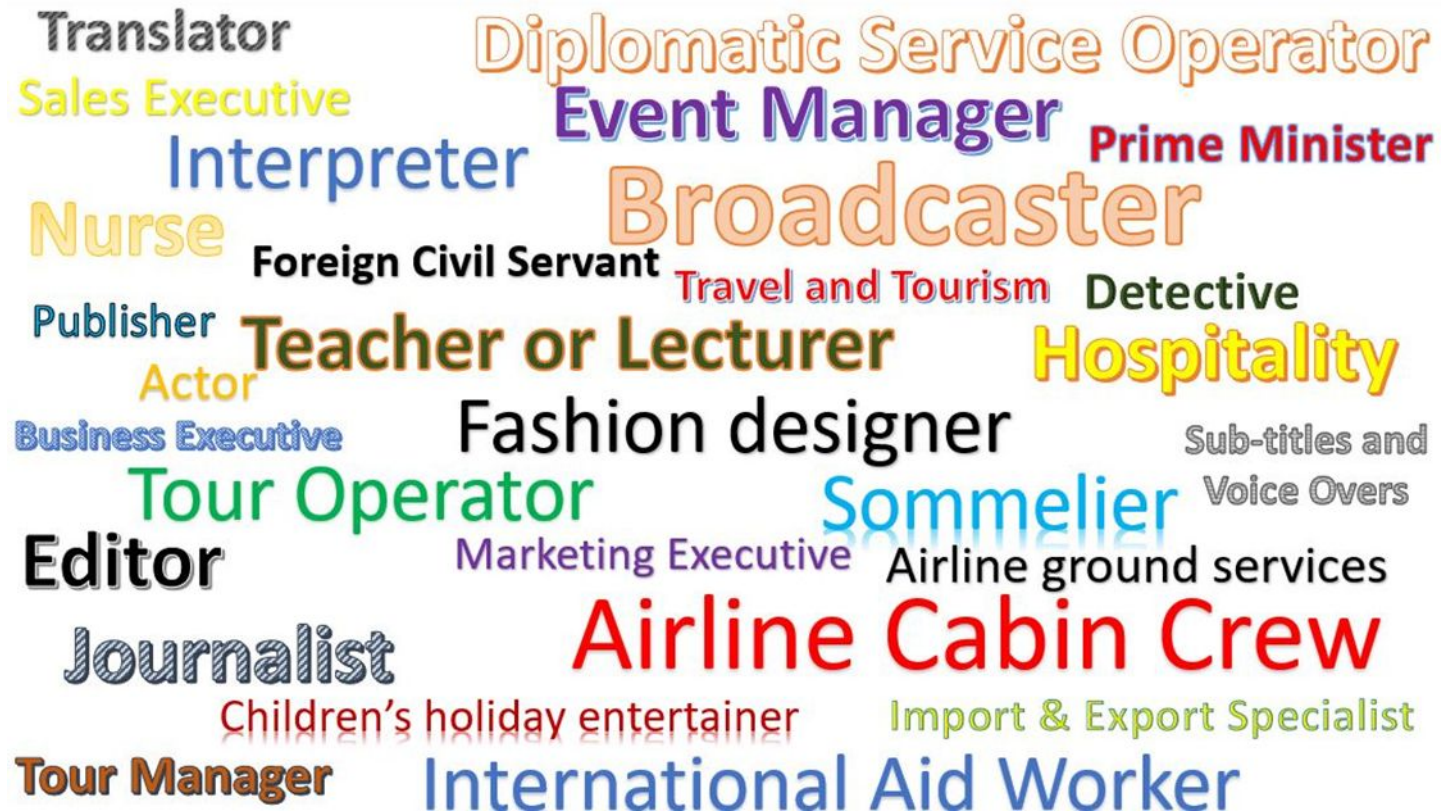 Translator
Diplomatic Service Operator
Sales Executive
Event Manager
Prime Minister
Interpreter
Broadcaster
Nurse
Foreign Civil Servant
Travel and Tourism
Detective
Publisher
Teacher or Lecturer
Hospitality
Actor
Business Executive
Fashion designer
Sub-titles and
Voice Overs
Tour Operator
Sommelier
Editor
Marketing Executive
Airline ground services
Journalist
Airline Cabin Crew
Children’s holiday entertainer
Import & Export Specialist
Tour Manager
International Aid Worker